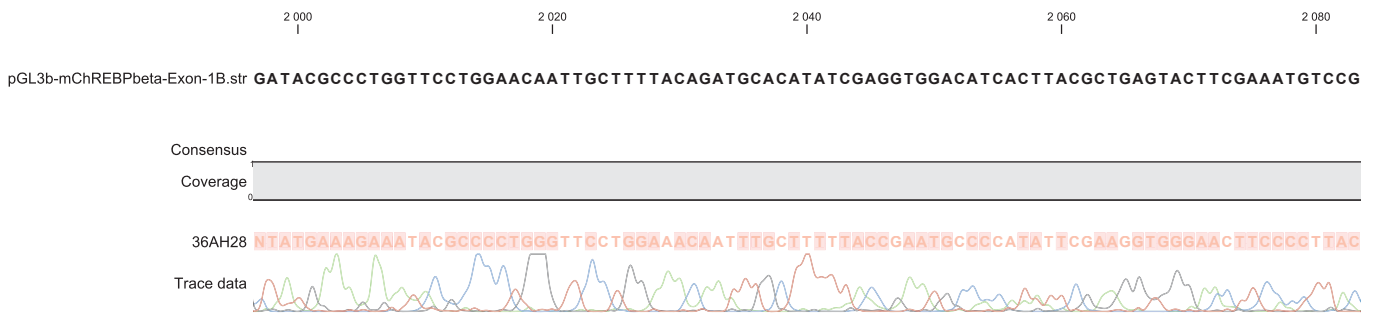 2 000 2 020 2 040 2 060 2 080
pGL3b-mChREBPbeta-Exon-1B.str GATACGCCCTGGTTCCTGGAACAATTGCTTTTACAGATGCACATATCGAGGTGGACATCACTTACGCTGAGTACTTCGAAATGTCCG
Consensus
1
Coverage
0
36AH28 NTATGAAAGAAATACGCCCCTGGGTTCCTGGAAACAATTTGCTTTTTACCGAATGCCCCATATTCGAAGGTGGGAACTTCCCCTTAC
Trace data